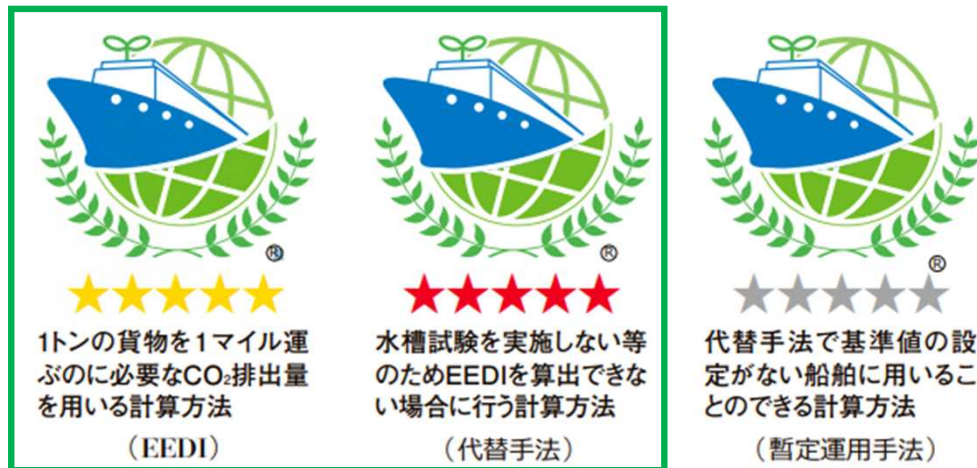 ®
★★★★★
1トンの貨物を1マイル運
ぶのに必要なCO₂排出量
を用いる計算方法
（EEDI）
®
★★★★★
水槽試験を実施しない等
のためEEDIを算出できな
い場合に行う計算方法
（代替手法）
®
★★★★★
代替手法で基準値の設
定がない船舶に用いるこ
とのできる計算方法
（暫定運用手法）